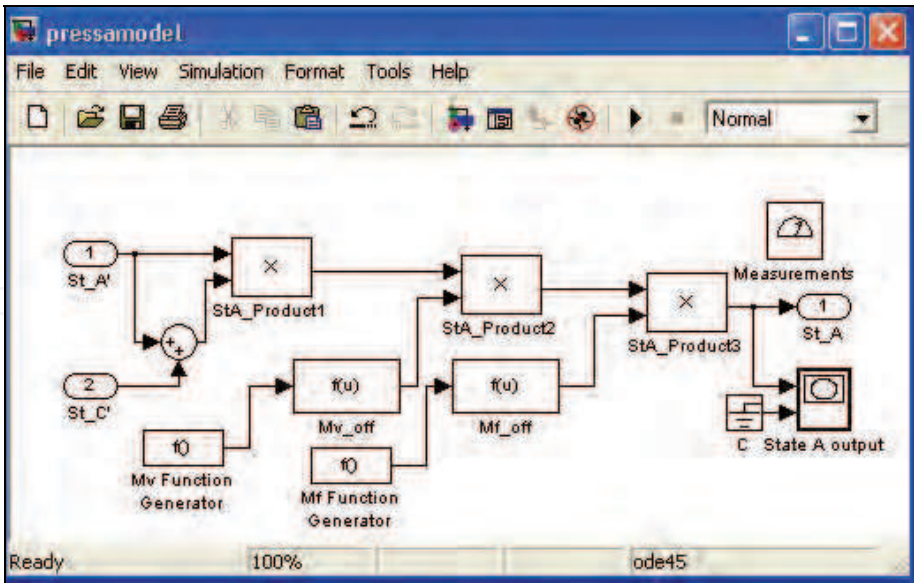 pressamodel
File Edit View Simulation Format Tools Help
Normal
1
St_A'
×
StA_Product1
2
St_C'
++
f()
Mv Function
Generator
f(u)
Mv_off
f()
Mf Function
Generator
×
StA_Product2
f(u)
Mf_off
×
StA_Product3
Measurements
1
St_A
C
State A output
Ready 100% ode45